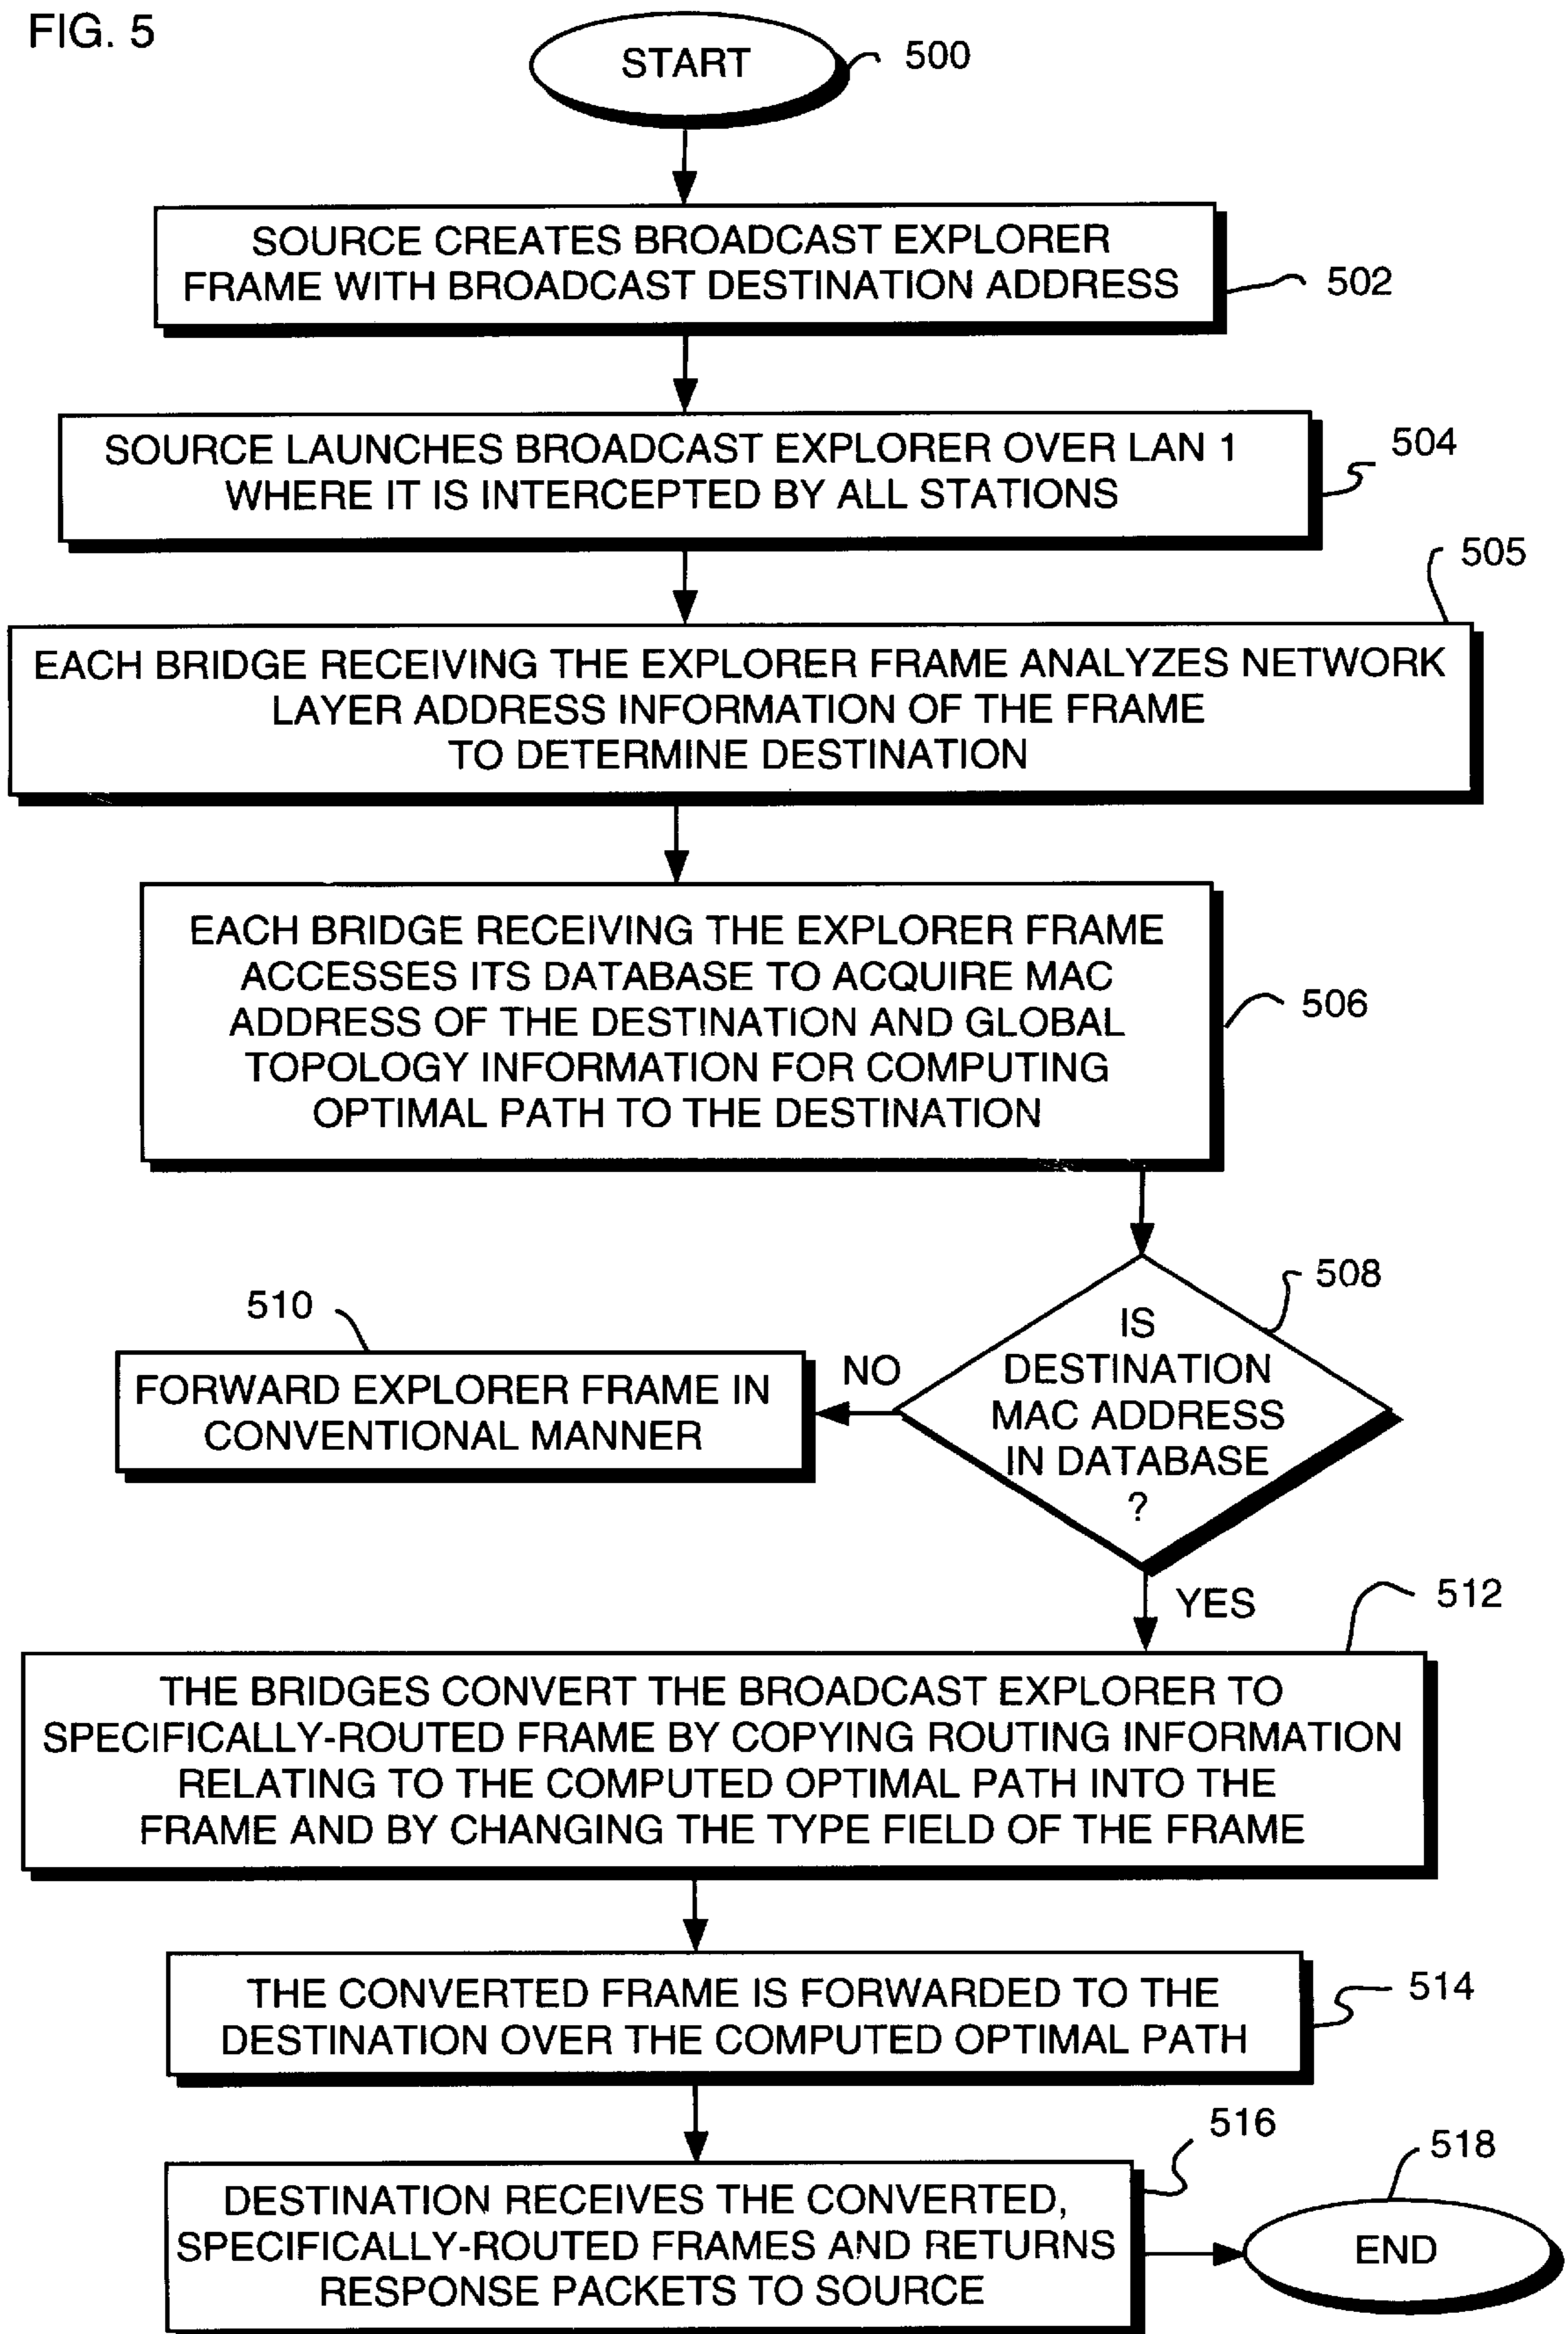 FIG. 5
START
500
SOURCE CREATES BROADCAST EXPLORER
FRAME WITH BROADCAST DESTINATION ADDRESS
502
SOURCE LAUNCHES BROADCAST EXPLORER OVER LAN 1
WHERE IT IS INTERCEPTED BY ALL STATIONS
504
505
EACH BRIDGE RECEIVING THE EXPLORER FRAME ANALYZES NETWORK
LAYER ADDRESS INFORMATION OF THE FRAME
TO DETERMINE DESTINATION
EACH BRIDGE RECEIVING THE EXPLORER FRAME
ACCESSES ITS DATABASE TO ACQUIRE MAC
ADDRESS OF THE DESTINATION AND GLOBAL
TOPOLOGY INFORMATION FOR COMPUTING
OPTIMAL PATH TO THE DESTINATION
506
508
IS
DESTINATION
MAC ADDRESS
IN DATABASE
?
NO
510
FORWARD EXPLORER FRAME IN
CONVENTIONAL MANNER
YES
512
THE BRIDGES CONVERT THE BROADCAST EXPLORER TO
SPECIFICALLY-ROUTED FRAME BY COPYING ROUTING INFORMATION
RELATING TO THE COMPUTED OPTIMAL PATH INTO THE
FRAME AND BY CHANGING THE TYPE FIELD OF THE FRAME
THE CONVERTED FRAME IS FORWARDED TO THE
DESTINATION OVER THE COMPUTED OPTIMAL PATH
514
516
DESTINATION RECEIVES THE CONVERTED,
SPECIFICALLY-ROUTED FRAMES AND RETURNS
RESPONSE PACKETS TO SOURCE
518
END